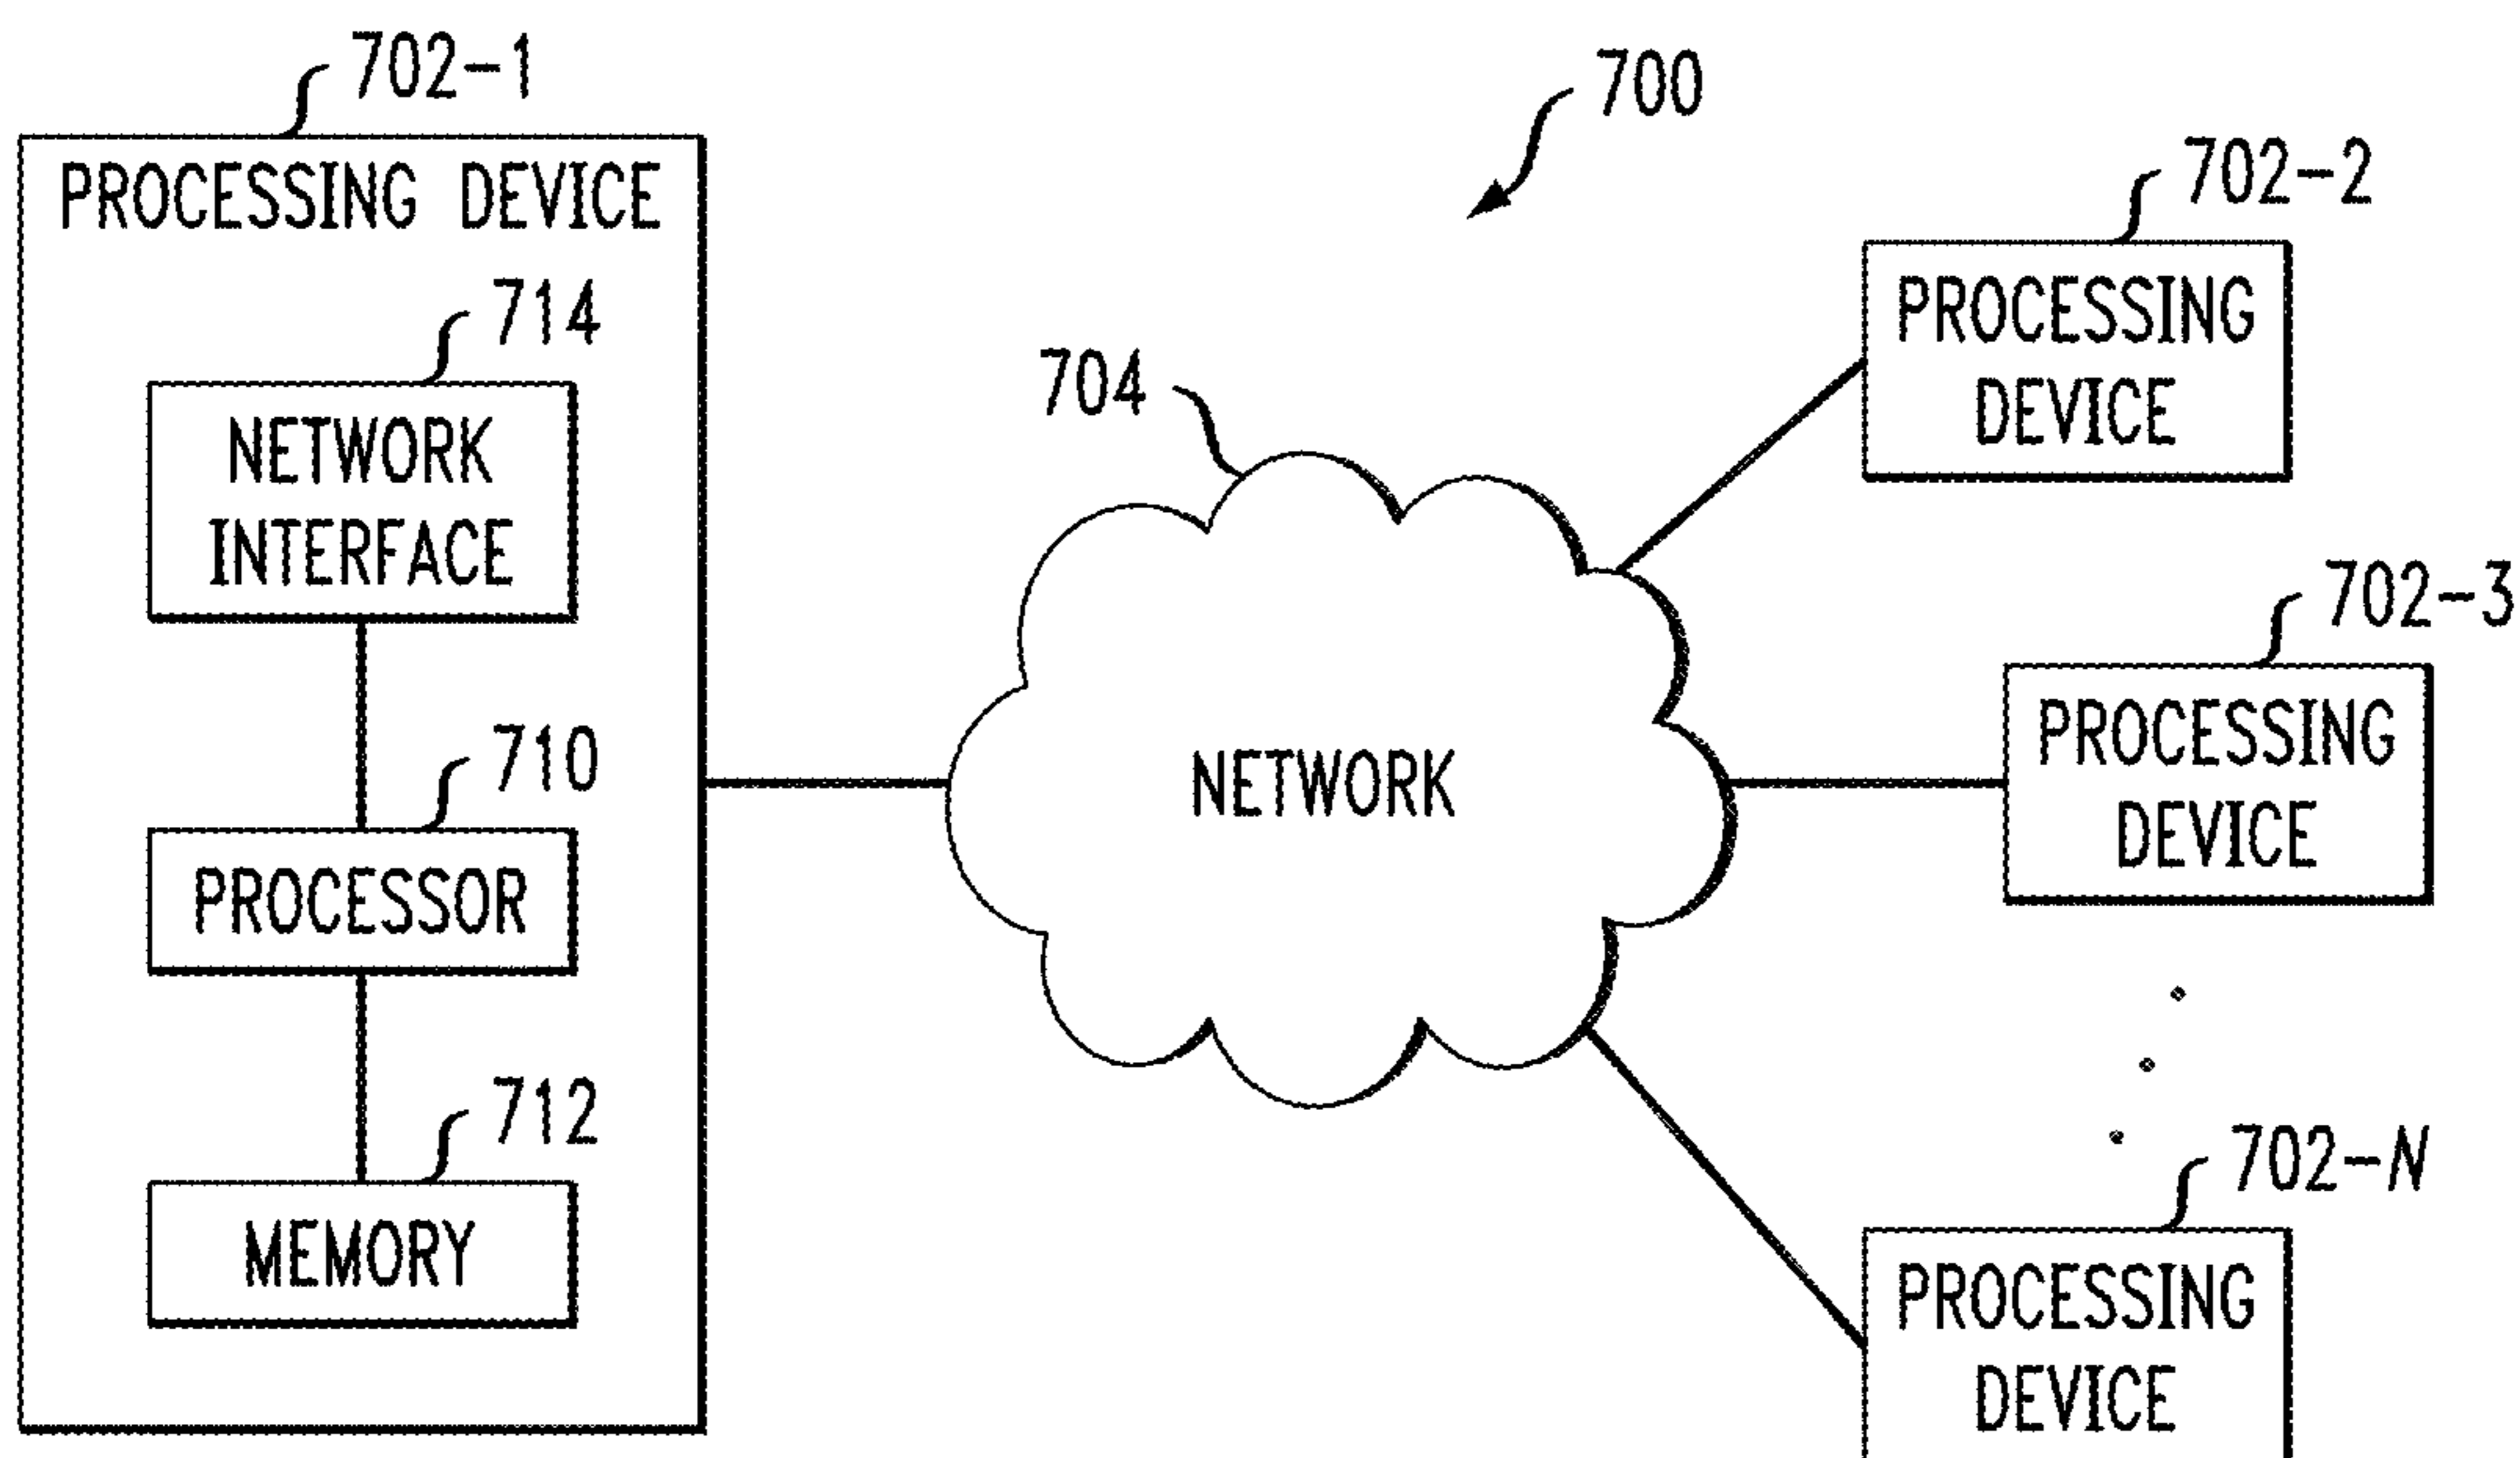 702-1
PROCESSING DEVICE
714
NETWORK
INTERFACE
710
PROCESSOR
712
MEMORY
700
704
NETWORK
702-2
PROCESSING
DEVICE
702-3
PROCESSING
DEVICE
702-N
PROCESSING
DEVICE